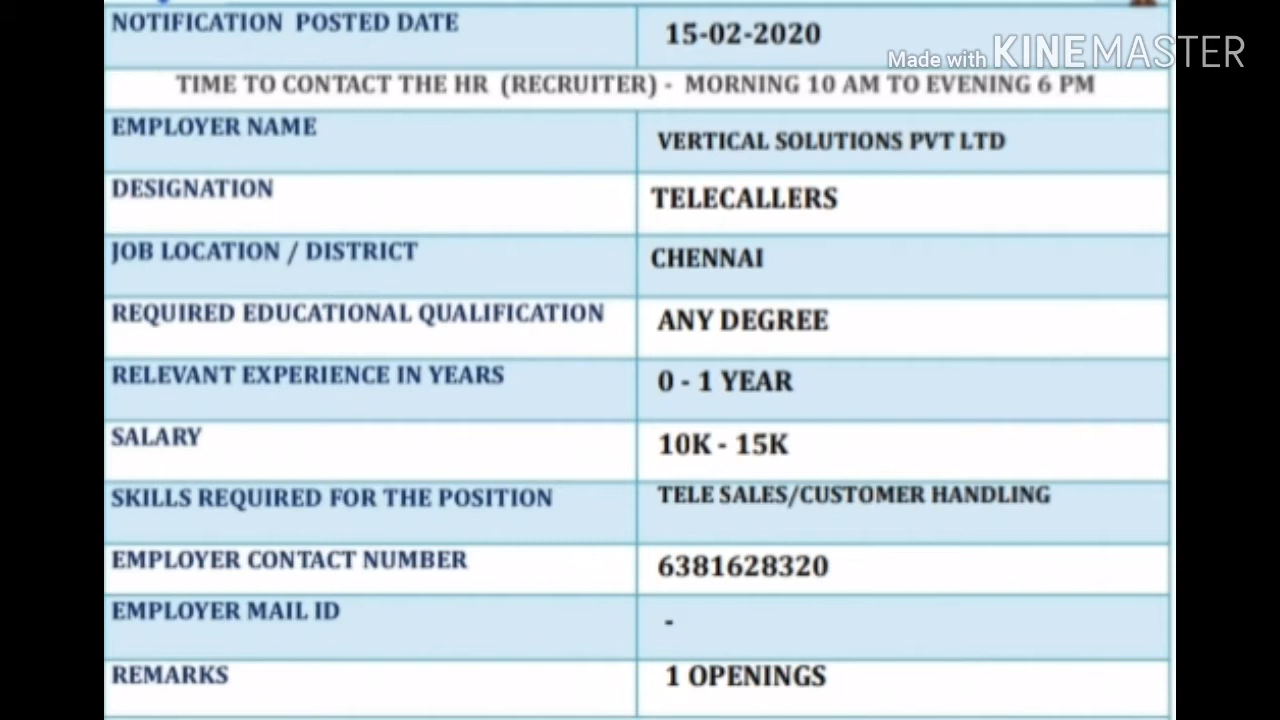 NOTIFICATION POSTED DATE 15-02-2020
Made with KINEMASTER
TIME TO CONTACT THE HR (RECRUITER) - MORNING 10 AM TO EVENING 6 PM
EMPLOYER NAME VERTICAL SOLUTIONS PVT LTD
DESIGNATION TELECALLERS
JOB LOCATION / DISTRICT CHENNAI
REQUIRED EDUCATIONAL QUALIFICATION ANY DEGREE
RELEVANT EXPERIENCE IN YEARS 0 - 1 YEAR
SALARY 10K - 15K
SKILLS REQUIRED FOR THE POSITION TELE SALES/CUSTOMER HANDLING
EMPLOYER CONTACT NUMBER 6381628320
EMPLOYER MAIL ID -
REMARKS 1 OPENINGS